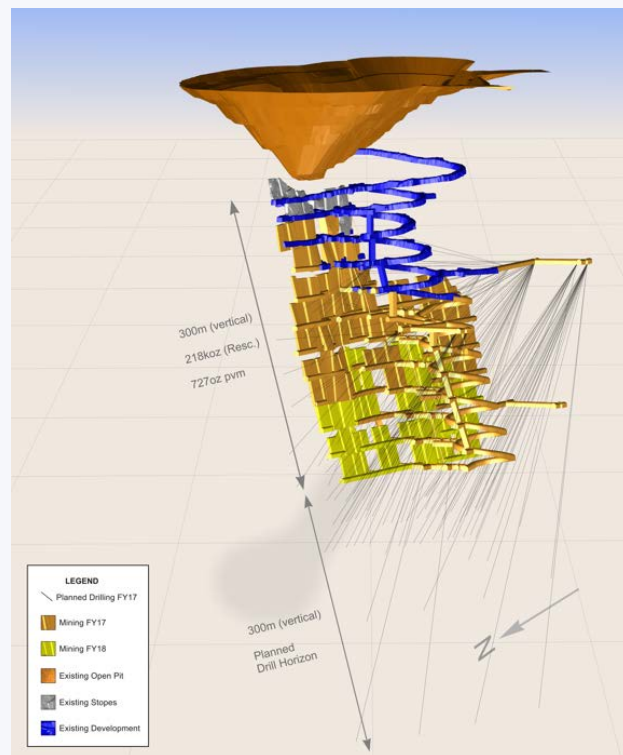 300m (vertical)
218koz (Resc.)
727oz pvm
300m (vertical)
Planned
Drill Horizon
N
LEGEND
Planned Drilling FY17
Mining FY17
Mining FY18
Existing Open Pit
Existing Stopes
Existing Development